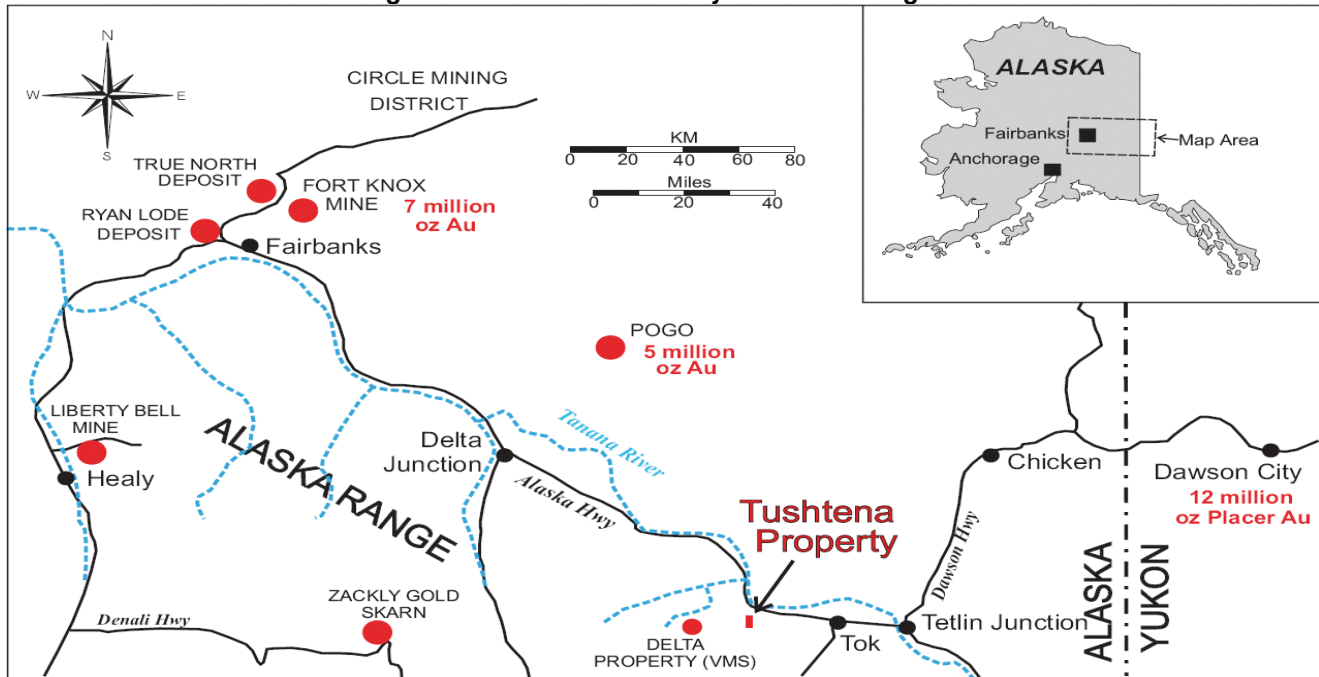 N
W
E
S
CIRCLE MINING
DISTRICT
TRUE NORTH
DEPOSIT
FORT KNOX
MINE
7 million
oz Au
RYAN LODE
DEPOSIT
Fairbanks
KM
0 20 40 60 80
Miles
0 20 40
ALASKA
Fairbanks
Anchorage
Map Area
POGO
5 million
oz Au
LIBERTY BELL
MINE
Healy
ALASKA RANGE
Delta
Junction
Tanana River
Alaska Hwy
Chicken
Dawson City
12 million
oz Placer Au
Tushtena
Property
Dawson Hwy
ALASKA
YUKON
ZACKLY GOLD
SKARN
Denali Hwy
DELTA
PROPERTY (VMS)
Tok
Tetlin Junction